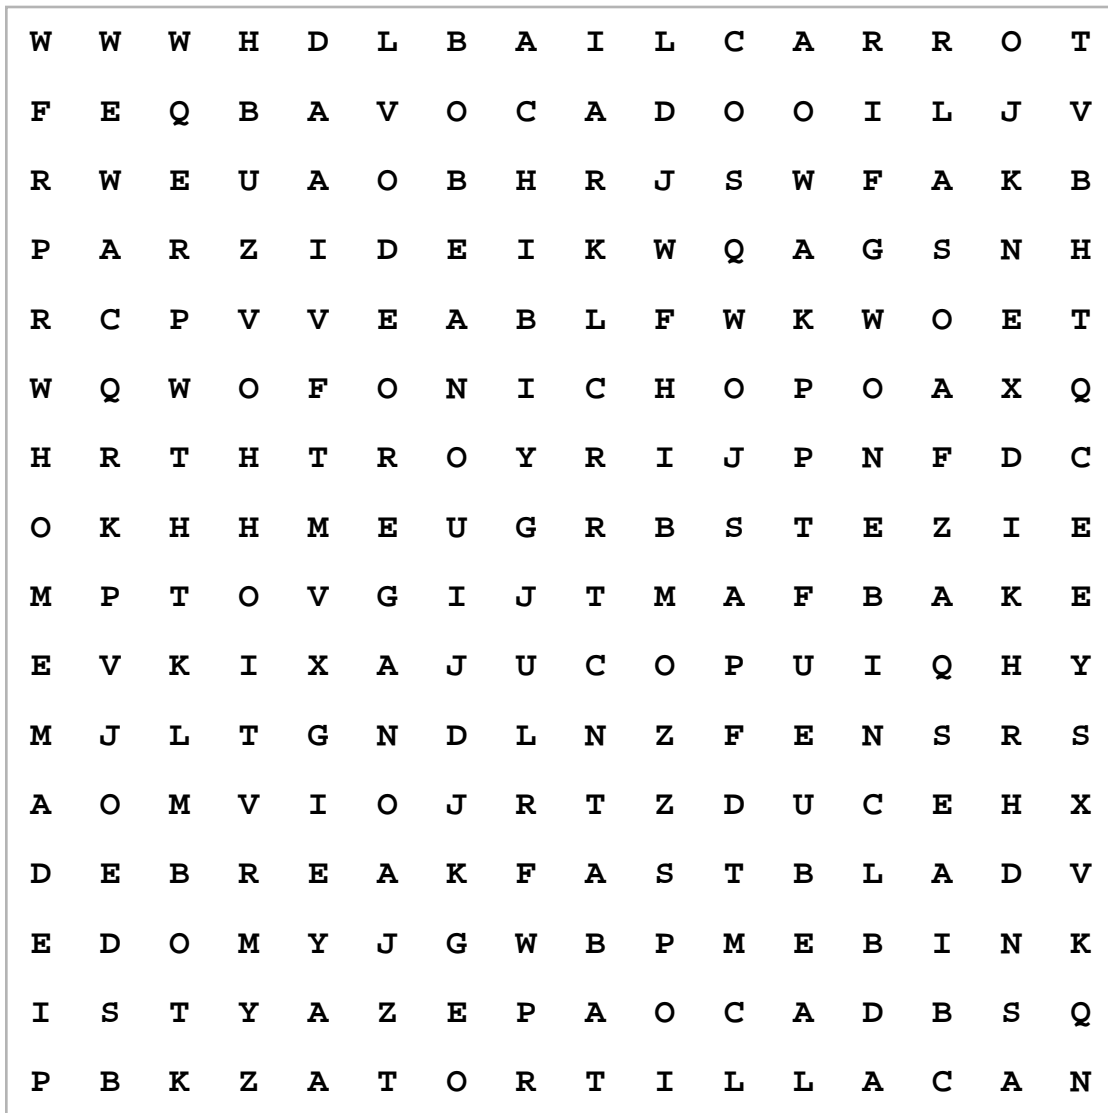 W W W H D L B A I L C A R R O T
F E Q B A V O C A D O O I L J V
R W E U A O B H R J S W F A K B
P A R Z I D E I K W Q A G S N H
R C P V V E A B L F W K W O E T
W Q W O F O N I C H O P O A X Q
H R T H T R O Y R I J P N F D C
O K H H M E U G R B S T E Z I E
M P T O V G I J T M A F B A K E
E V K I X A J U C O P U I Q H Y
M J L T G N D L N Z F E N S R S
A O M V I O J R T Z D U C E H X
D E B R E A K F A S T B L A D V
E D O M Y J G W B P M E B I N K
I S T Y A Z E P A O C A D B S Q
P B K Z A T O R T I L L A C A N